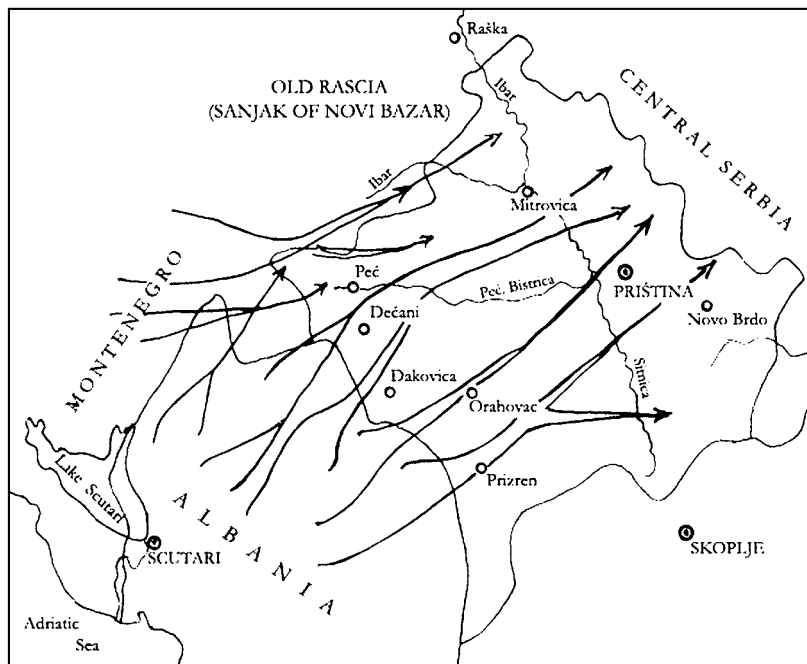 Raška
OLD RASCIA
(SANJAK OF NOVI BAZAR)
Ibar
CENTRAL SERBIA
Ibar
Mitrovica
MONTENEGRO
Peć
Peć. Bistrica
PRIŠTINA
Dečani
Novo Brdo
Dakovica
Orahovac
Sitnica
Lake Scutari
Prizren
ALBANIA
SCUTARI
SKOPLJE
Adriatic
Sea